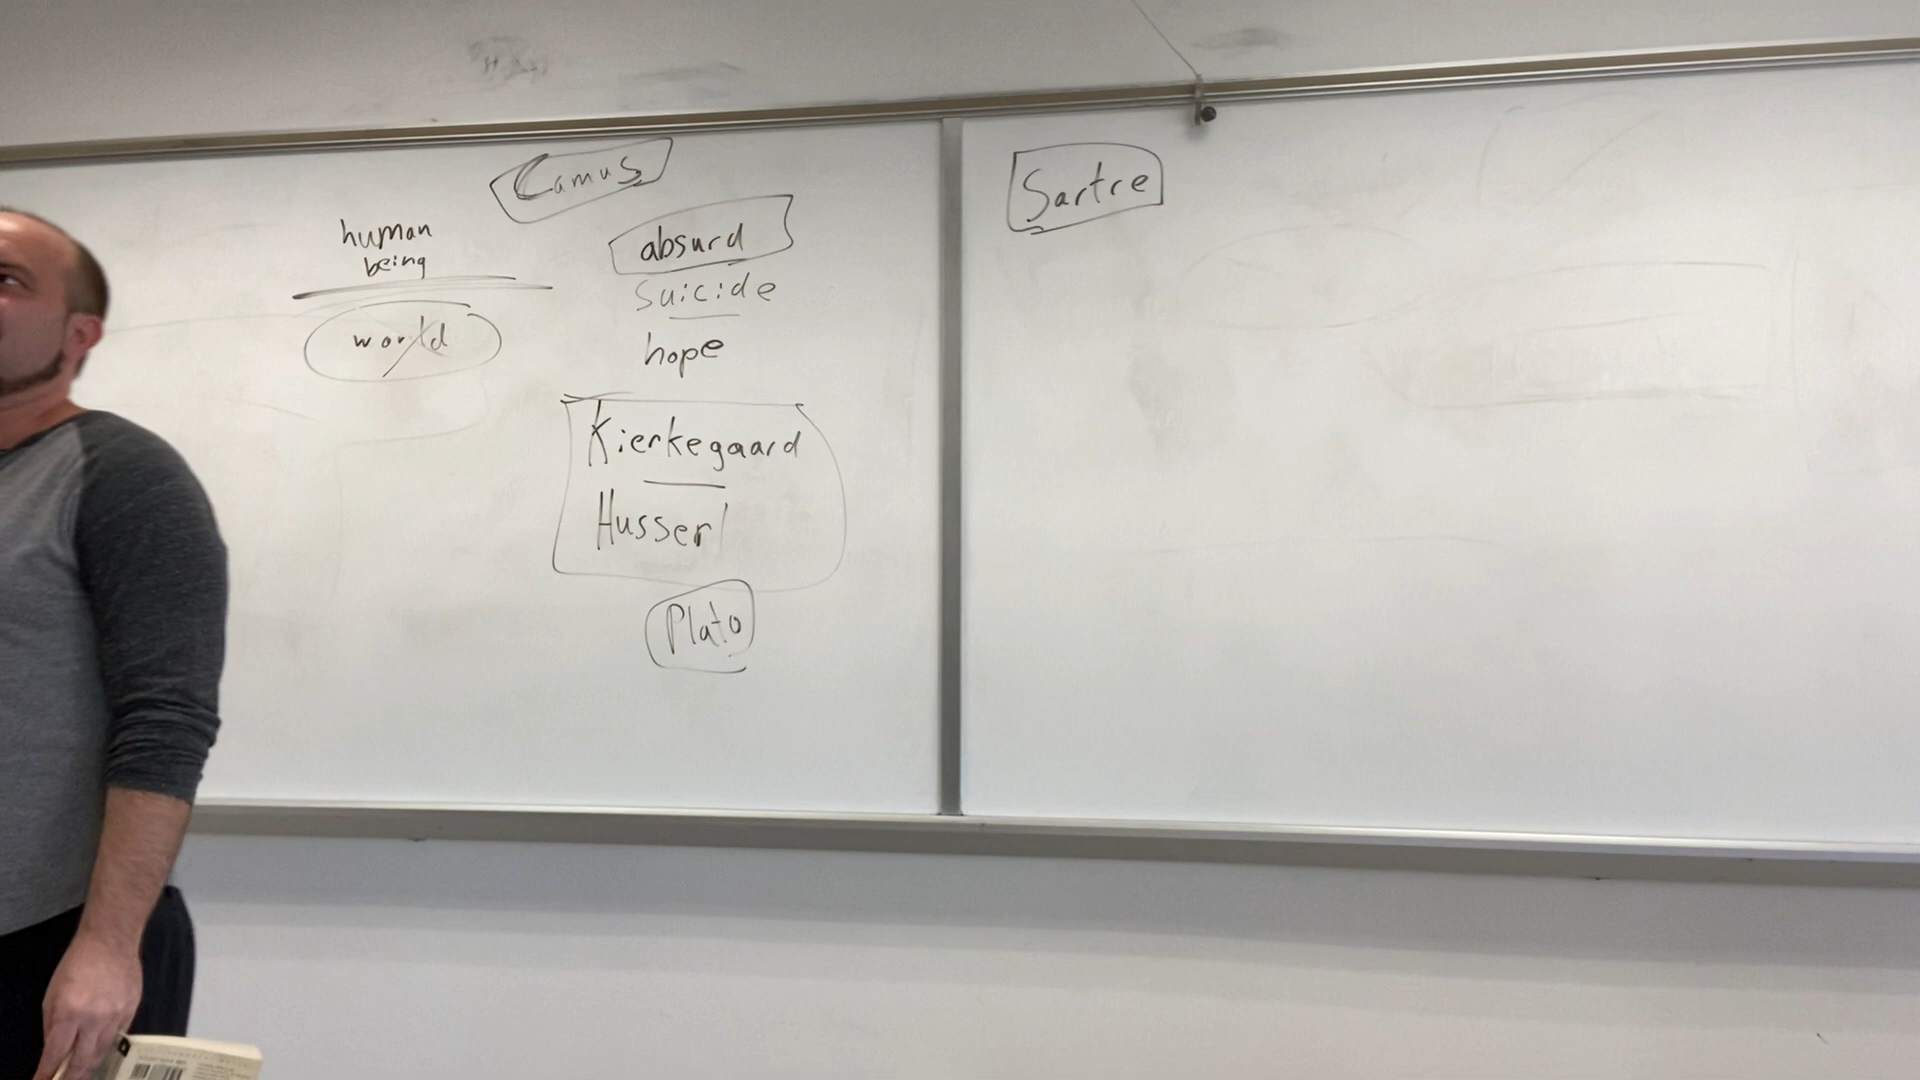 Camus
human
being
world
absurd
suicide
hope
Kierkegaard
Husserl
Plato
Sartre